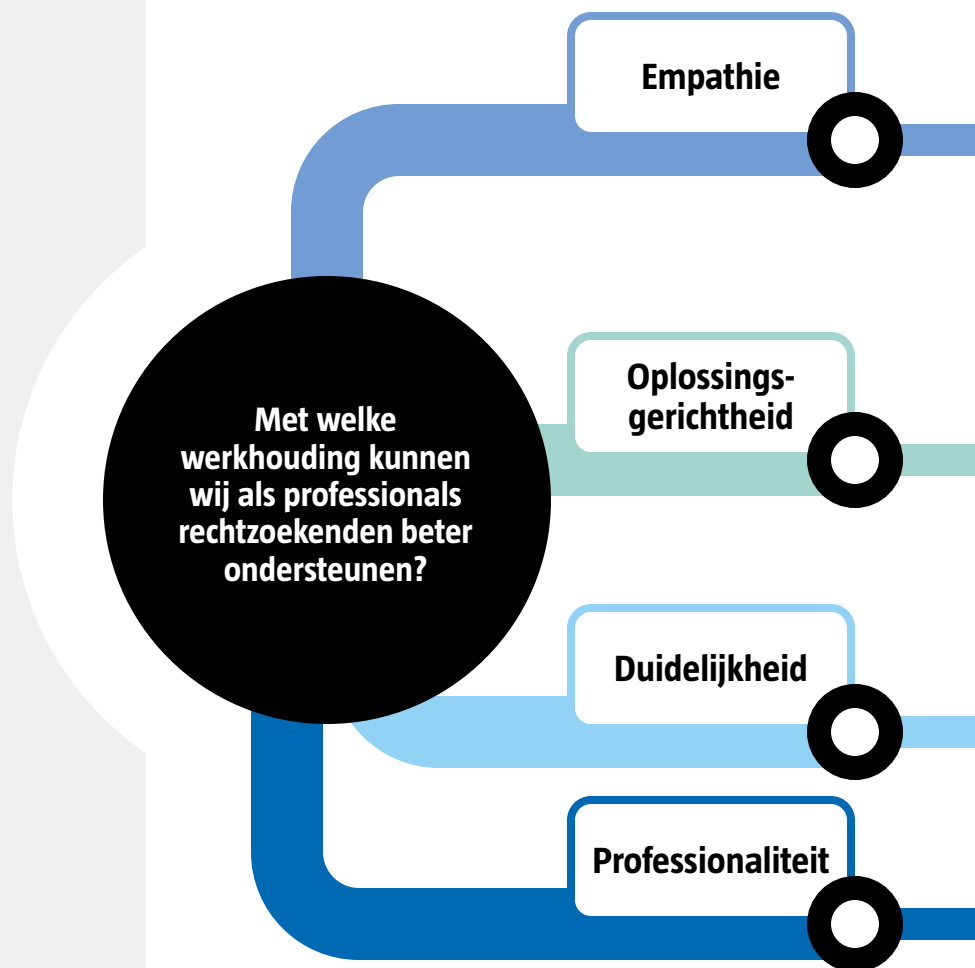 Empathie
Oplossings-
gerichtheid
Met welke
werkhouding kunnen
wij als professionals
rechtzoekenden beter
ondersteunen?
Duidelijkheid
Professionaliteit